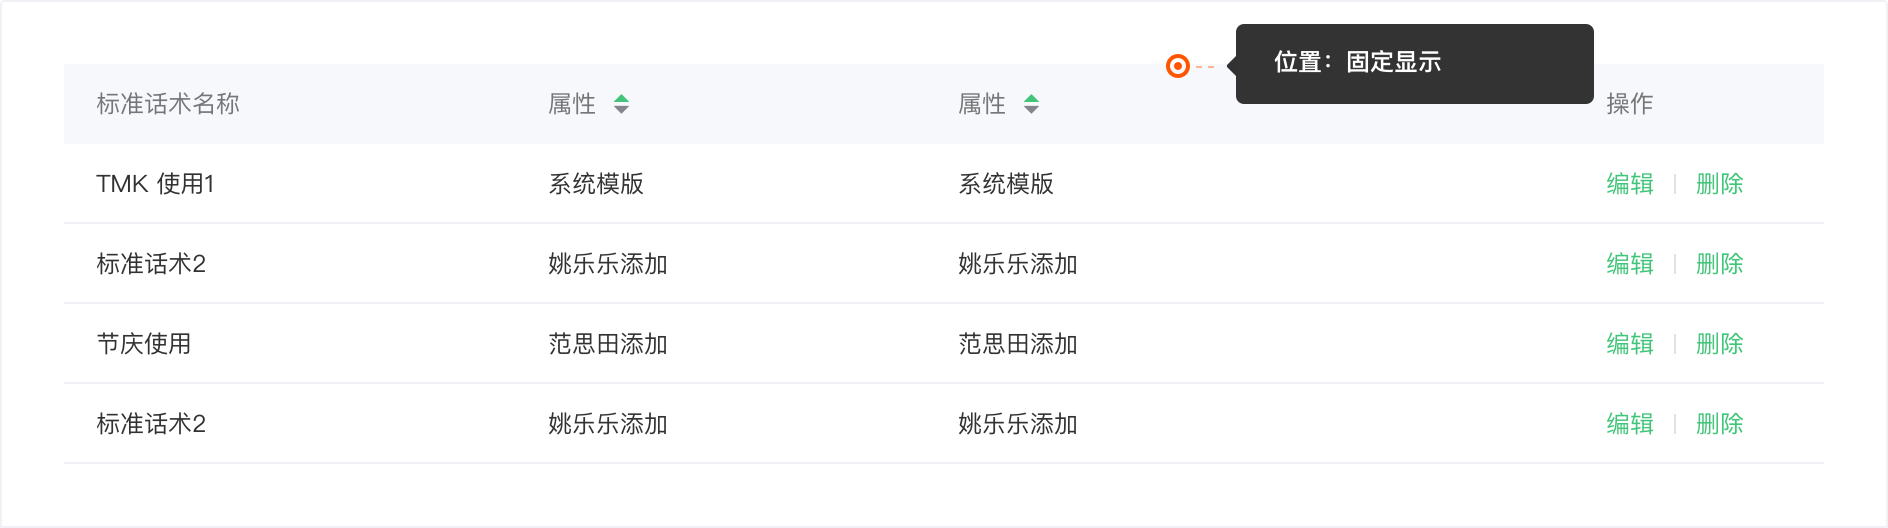 位置：固定显示
标准话术名称 属性 属性 操作
TMK 使用1 系统模版 系统模版 编辑 | 删除
标准话术2 姚乐乐添加 姚乐乐添加 编辑 | 删除
节庆使用 范思田添加 范思田添加 编辑 | 删除
标准话术2 姚乐乐添加 姚乐乐添加 编辑 | 删除